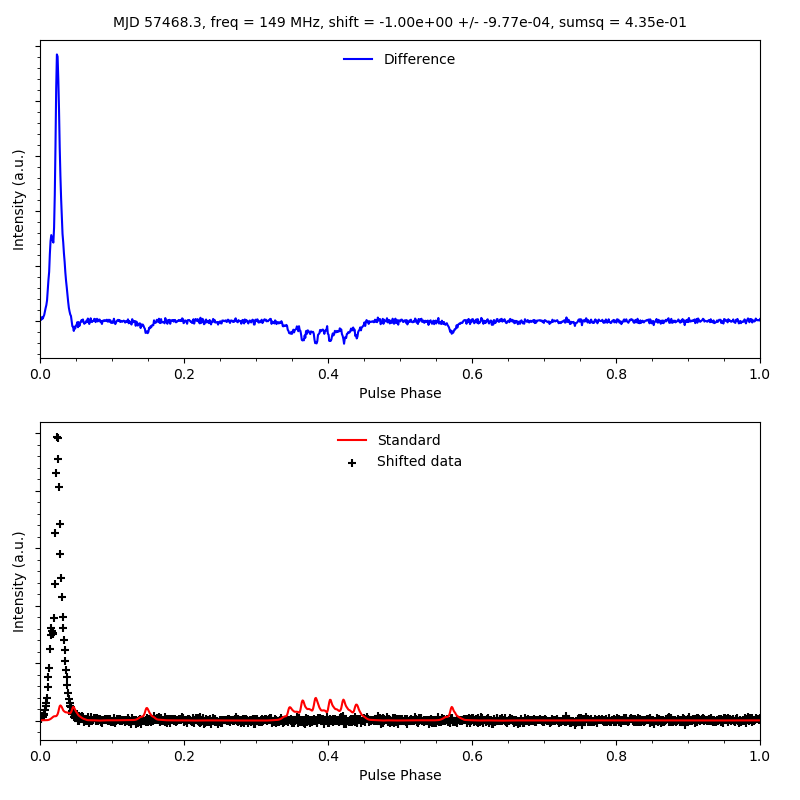 MJD 57468.3, freq = 149 MHz, shift = -1.00e+00 +/- -9.77e-04, sumsq = 4.35e-01
Difference
Intensity (a.u.)
0.0 0.2 0.4 0.6 0.8 1.0
Pulse Phase
Standard
Shifted data
Intensity (a.u.)
0.0 0.2 0.4 0.6 0.8 1.0
Pulse Phase